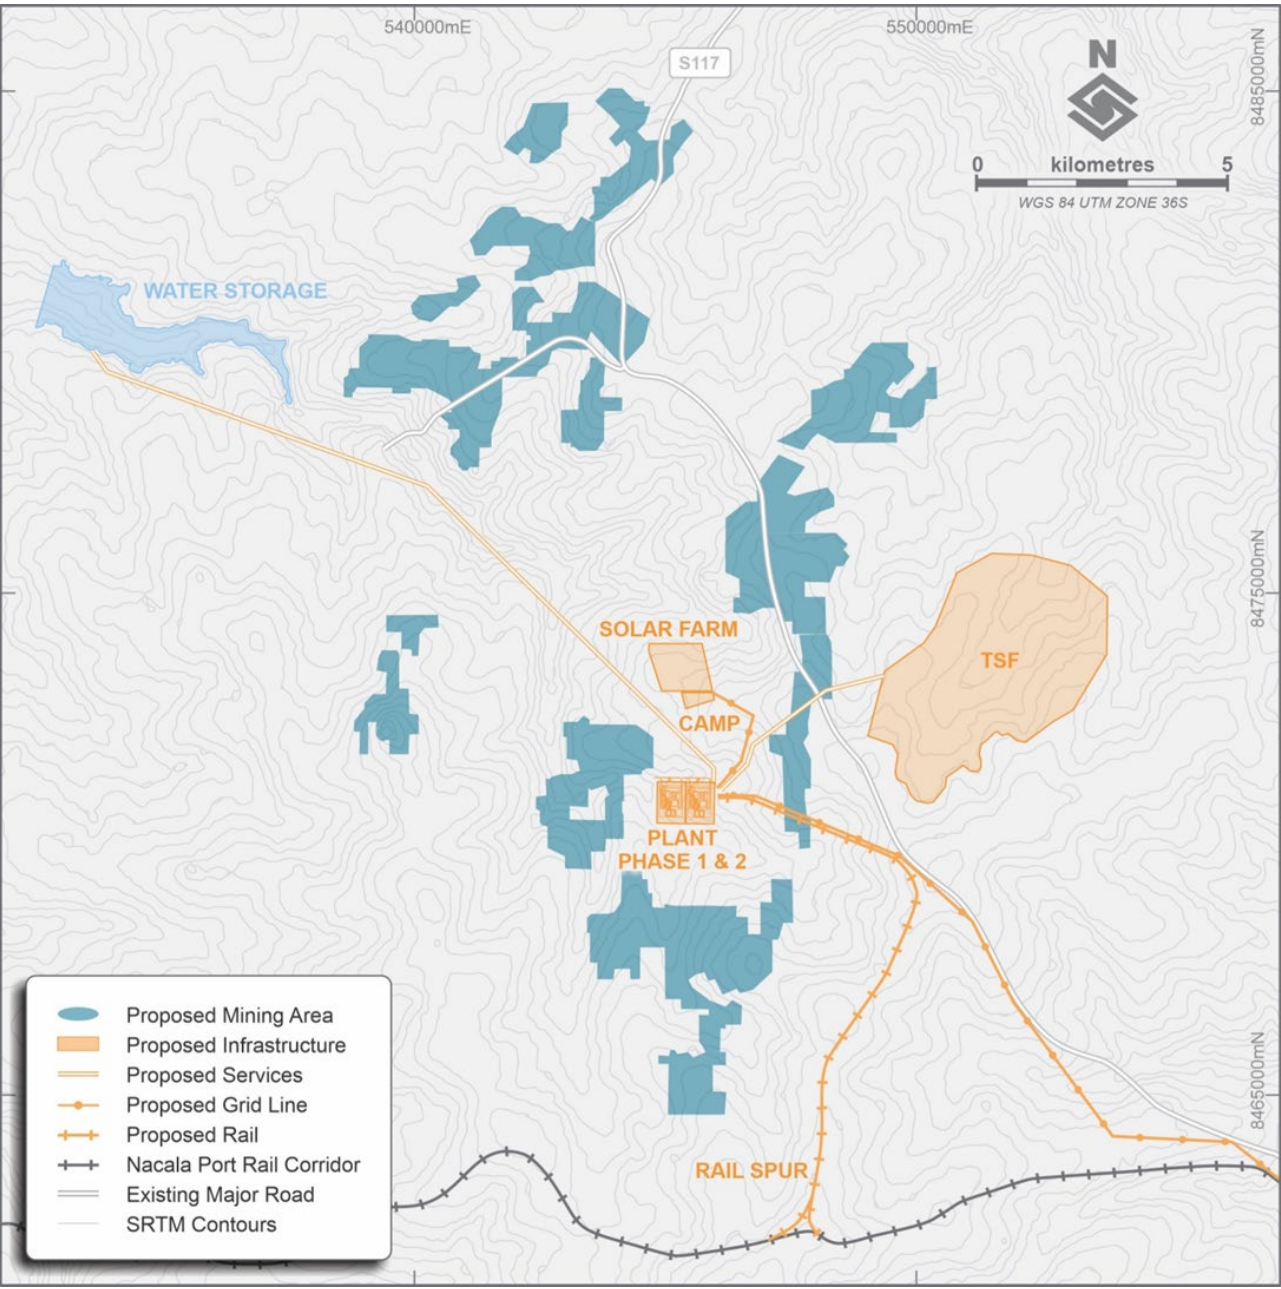 540000mE
550000mE
S117
8485000mN
N
0 kilometres 5
WGS 84 UTM ZONE 36S
WATER STORAGE
8475000mN
SOLAR FARM
TSF
CAMP
PLANT
PHASE 1 & 2
Proposed Mining Area
Proposed Infrastructure
Proposed Services
Proposed Grid Line
Proposed Rail
Nacala Port Rail Corridor
Existing Major Road
SRTM Contours
8465000mN
RAIL SPUR